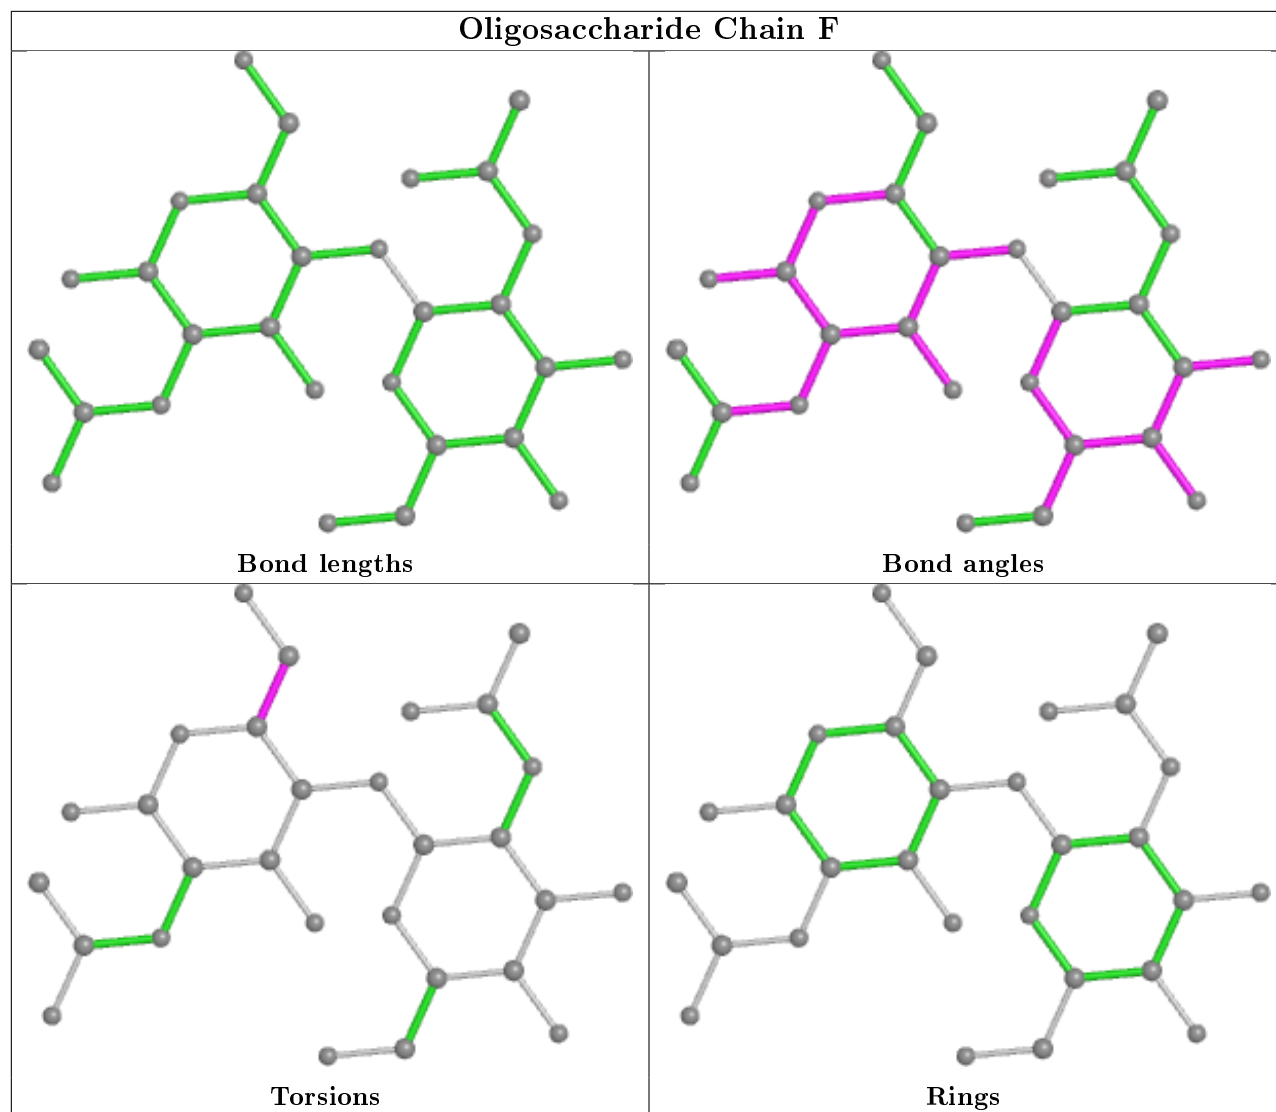 Oligosaccharide Chain F
Bond lengths
Bond angles
Torsions
Rings